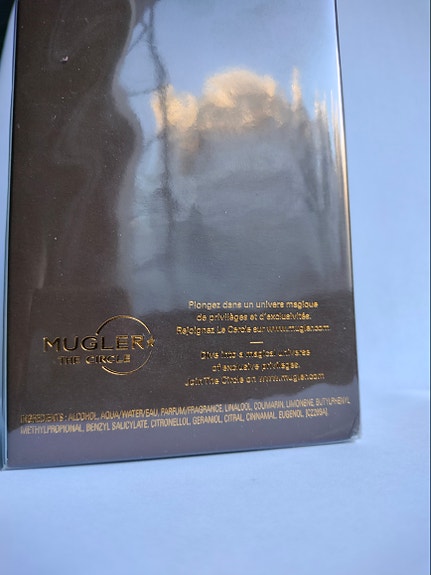 Plongez dans un univers magique
de privilèges et d'exclusivités.
Rejoignez Le Cercle sur www.mugler.com
MUGLER
THE CIRCLE
Dive into a magical universe
of exclusive privileges.
Join The Circle on www.mugler.com
INGREDIENTS : ALCOHOL, AQUA/WATER/EAU, PARFUM/FRAGRANCE, LINALOOL, COUMARIN, LIMONENE, BUTYLPHENYL
METHYLPROPIONAL, BENZYL SALICYLATE, CITRONELLOL, GERANIOL, CITRAL, CINNAMAL, EUGENOL.